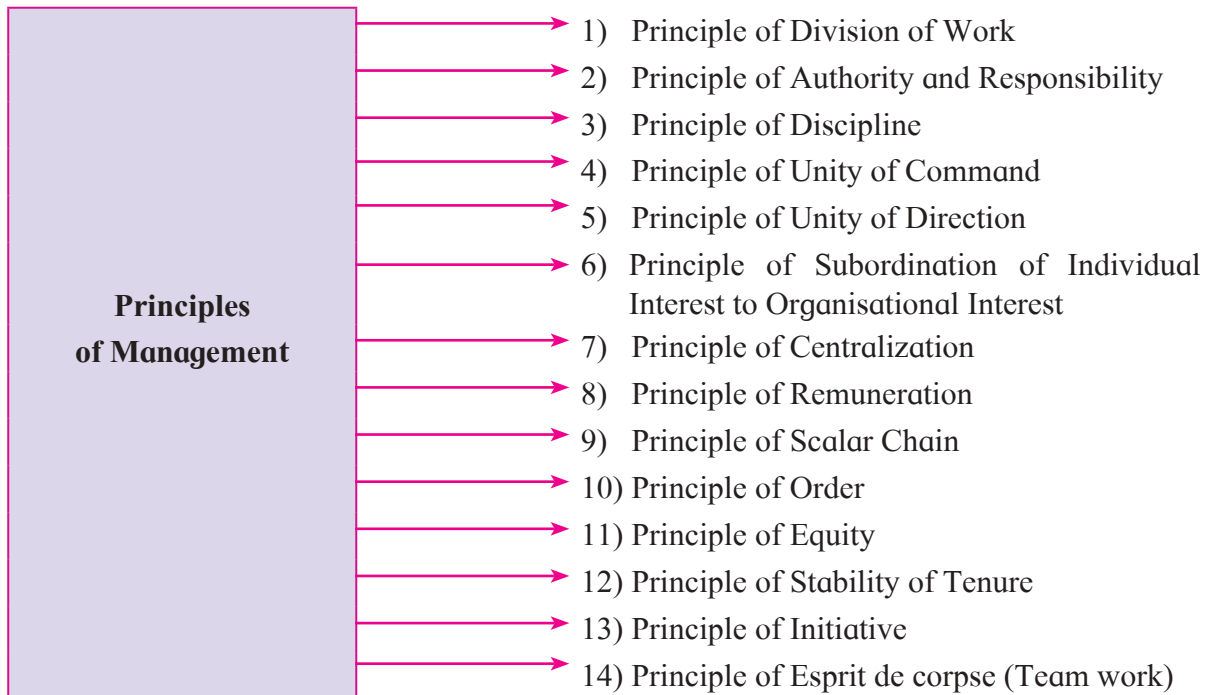 Principles
of Management
1) Principle of Division of Work
2) Principle of Authority and Responsibility
3) Principle of Discipline
4) Principle of Unity of Command
5) Principle of Unity of Direction
6) Principle of Subordination of Individual
Interest to Organisational Interest
7) Principle of Centralization
8) Principle of Remuneration
9) Principle of Scalar Chain
10) Principle of Order
11) Principle of Equity
12) Principle of Stability of Tenure
13) Principle of Initiative
14) Principle of Esprit de corpse (Team work)